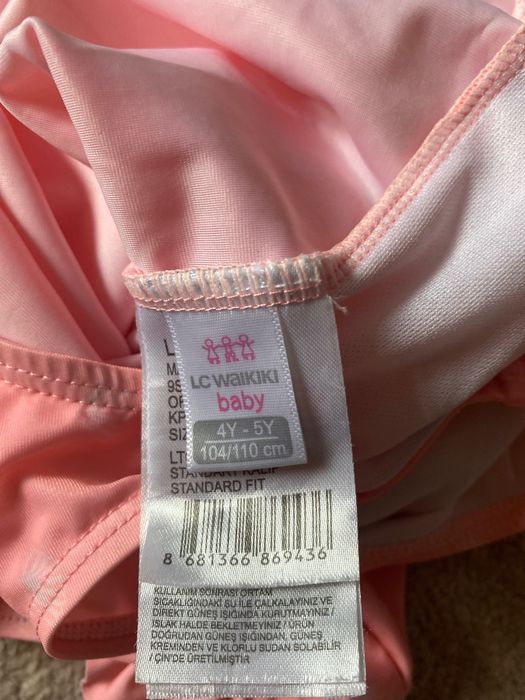 LC WAIKIKI
baby
4Y - 5Y
104/110 cm
STANDART KALIP
STANDARD FIT
8 681366 869436
KULLANIM SONRASI ORTAM
SICAKLIĞINDAKİ SU İLE ÇALKALAYINIZ VE
DİREKT GÜNEŞ IŞIĞINDA KURUTMAYINIZ/
ISLAK HALDE BEKLETMEYİNİZ / ÜRÜN
DOĞRUDAN GÜNEŞ IŞIĞINDAN, GÜNEŞ
KREMİNDEN VE KLORLU SUDAN SOLABİLİR
/ ÇİN'DE ÜRETİLMİŞTİR